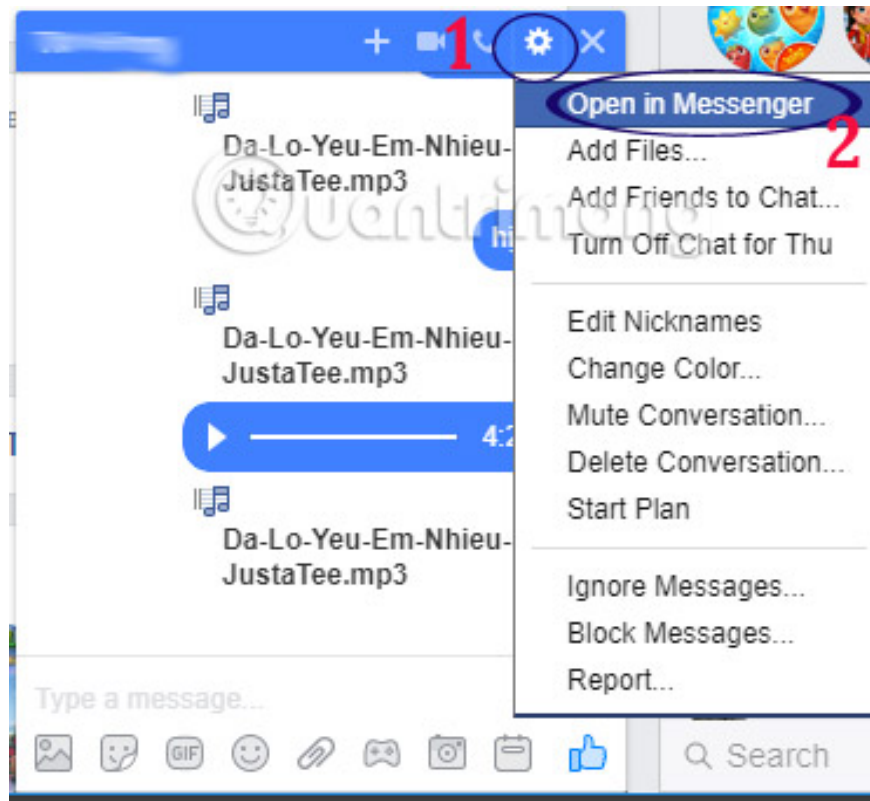 1
Da-Lo-Yeu-Em-Nhieu-
JustaTee.mp3
Quantrimang
Da-Lo-Yeu-Em-Nhieu-
JustaTee.mp3
Da-Lo-Yeu-Em-Nhieu-
JustaTee.mp3
Type a message...
GIF
Open in Messenger
2
Add Files...
Add Friends to Chat...
Turn Off Chat for Thu
Edit Nicknames
Change Color...
Mute Conversation...
Delete Conversation...
Start Plan
Ignore Messages...
Block Messages...
Report...
Search